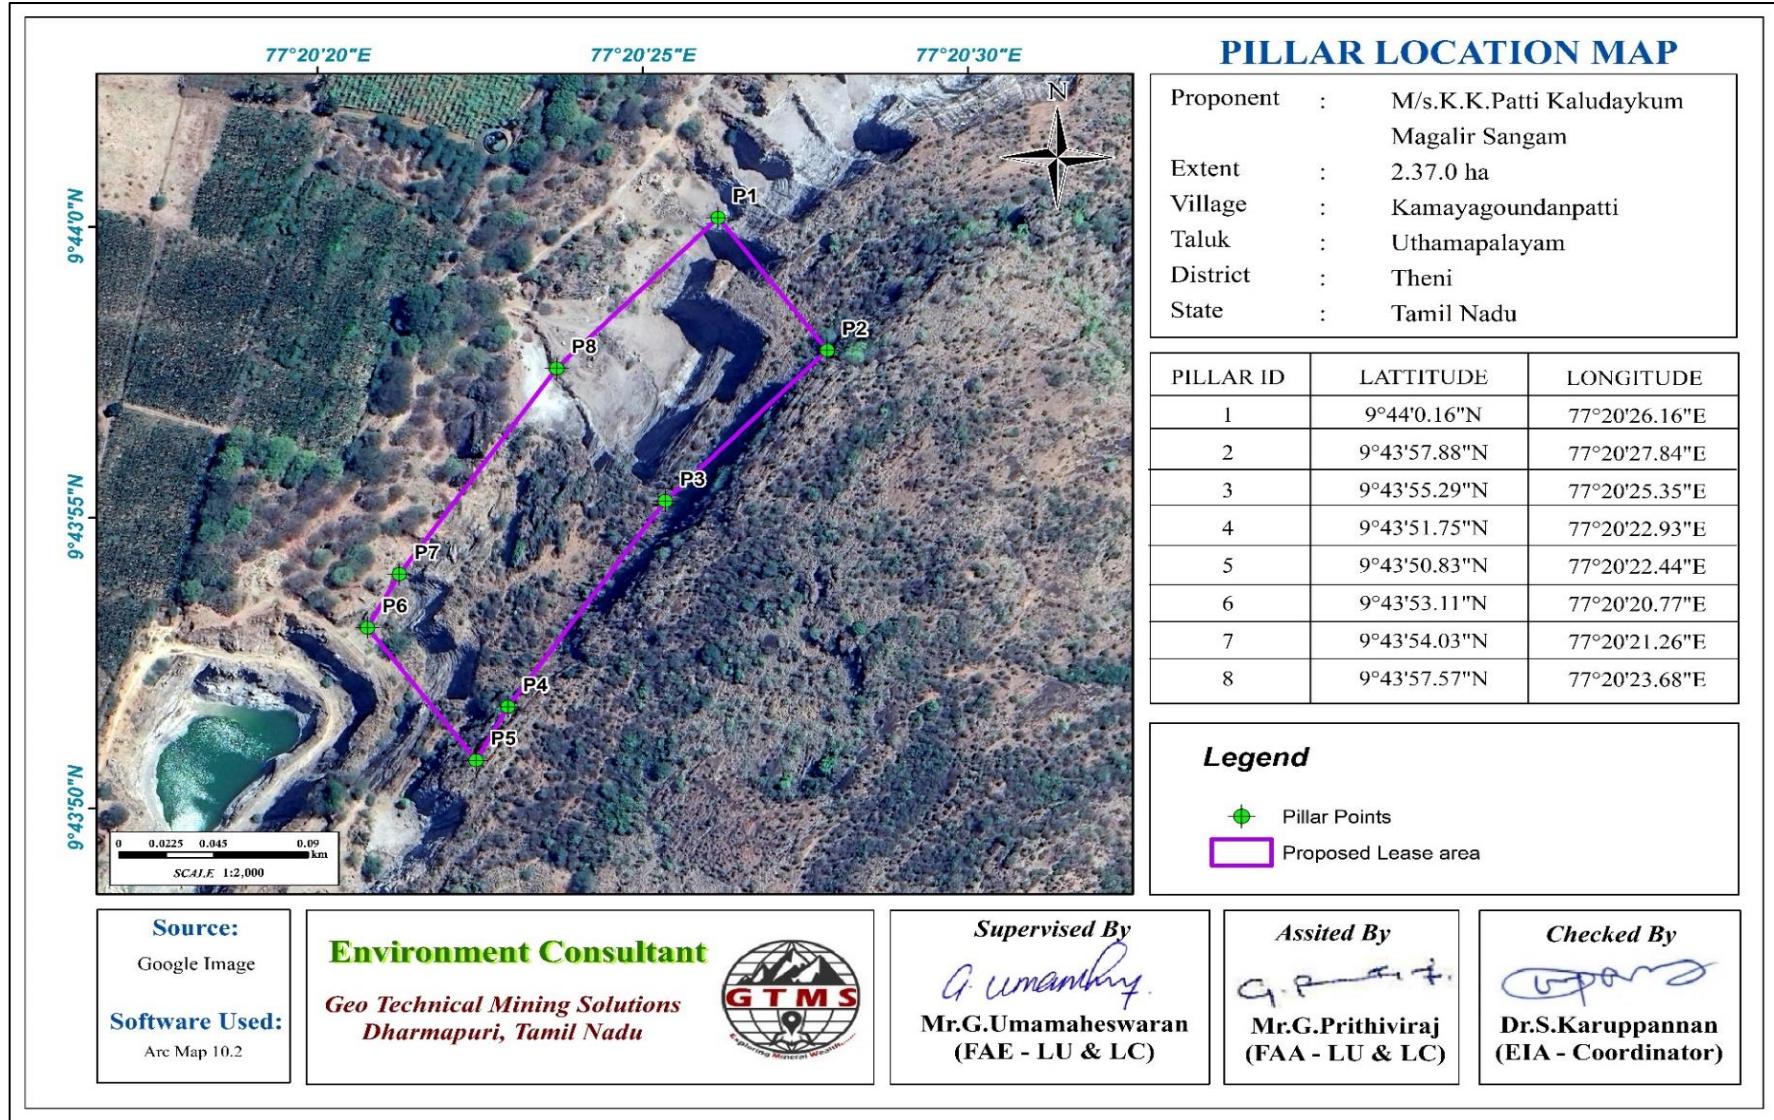 PILLAR LOCATION MAP
77°20'20"E 77°20'25"E 77°20'30"E
9°44'0"N
9°43'55"N
9°43'50"N
N
P1
P2
P8
P3
P7
P6
P4
P5
0 0.0225 0.045 0.09
km
SCALE 1:2,000
Proponent : M/s.K.K.Patti Kaludaykum
Magalir Sangam
Extent : 2.37.0 ha
Village : Kamayagoundanpatti
Taluk : Uthamapalayam
District : Theni
State : Tamil Nadu
PILLAR ID LATTITUDE LONGITUDE
1 9°44'0.16"N 77°20'26.16"E
2 9°43'57.88"N 77°20'27.84"E
3 9°43'55.29"N 77°20'25.35"E
4 9°43'51.75"N 77°20'22.93"E
5 9°43'50.83"N 77°20'22.44"E
6 9°43'53.11"N 77°20'20.77"E
7 9°43'54.03"N 77°20'21.26"E
8 9°43'57.57"N 77°20'23.68"E
Legend
Pillar Points
Proposed Lease area
Source:
Google Image
Software Used:
Arc Map 10.2
Environment Consultant
Geo Technical Mining Solutions
Dharmapuri, Tamil Nadu
GTMS
Exploring Mineral Wealth......
Supervised By
Mr.G.Umamaheswaran
(FAE - LU & LC)
Assited By
Mr.G.Prithiviraj
(FAA - LU & LC)
Checked By
Dr.S.Karuppannan
(EIA - Coordinator)